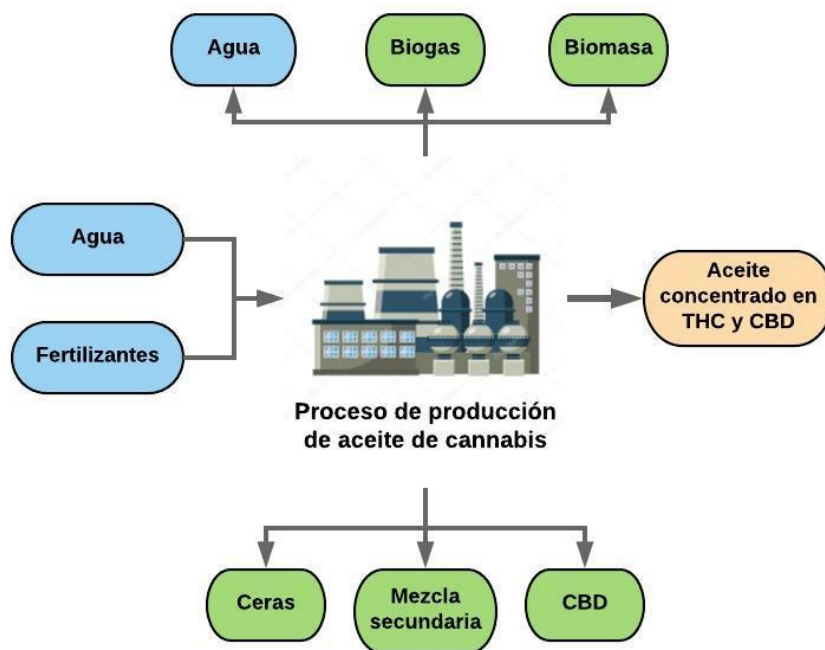 Agua
Biogas
Biomasa
Agua
Fertilizantes
Aceite
concentrado en
THC y CBD
Proceso de producción
de aceite de cannabis
Ceras
Mezcla
secundaria
CBD